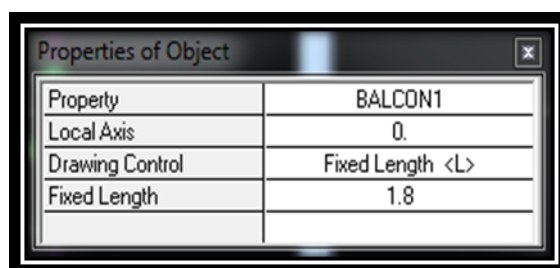 Properties of Object
Property BALCON1
Local Axis 0.
Drawing Control Fixed Length <L>
Fixed Length 1.8